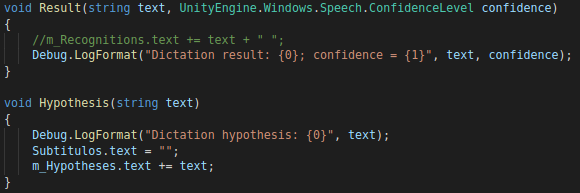 void Result(string text, UnityEngine.Windows.Speech.ConfidenceLevel confidence)
{
    //m_Recognitions.text += text + " ";
    Debug.LogFormat("Dictation result: {0}; confidence = {1}", text, confidence);
}

void Hypothesis(string text)
{
    Debug.LogFormat("Dictation hypothesis: {0}", text);
    Subtitulos.text = "";
    m_Hypotheses.text += text;
}